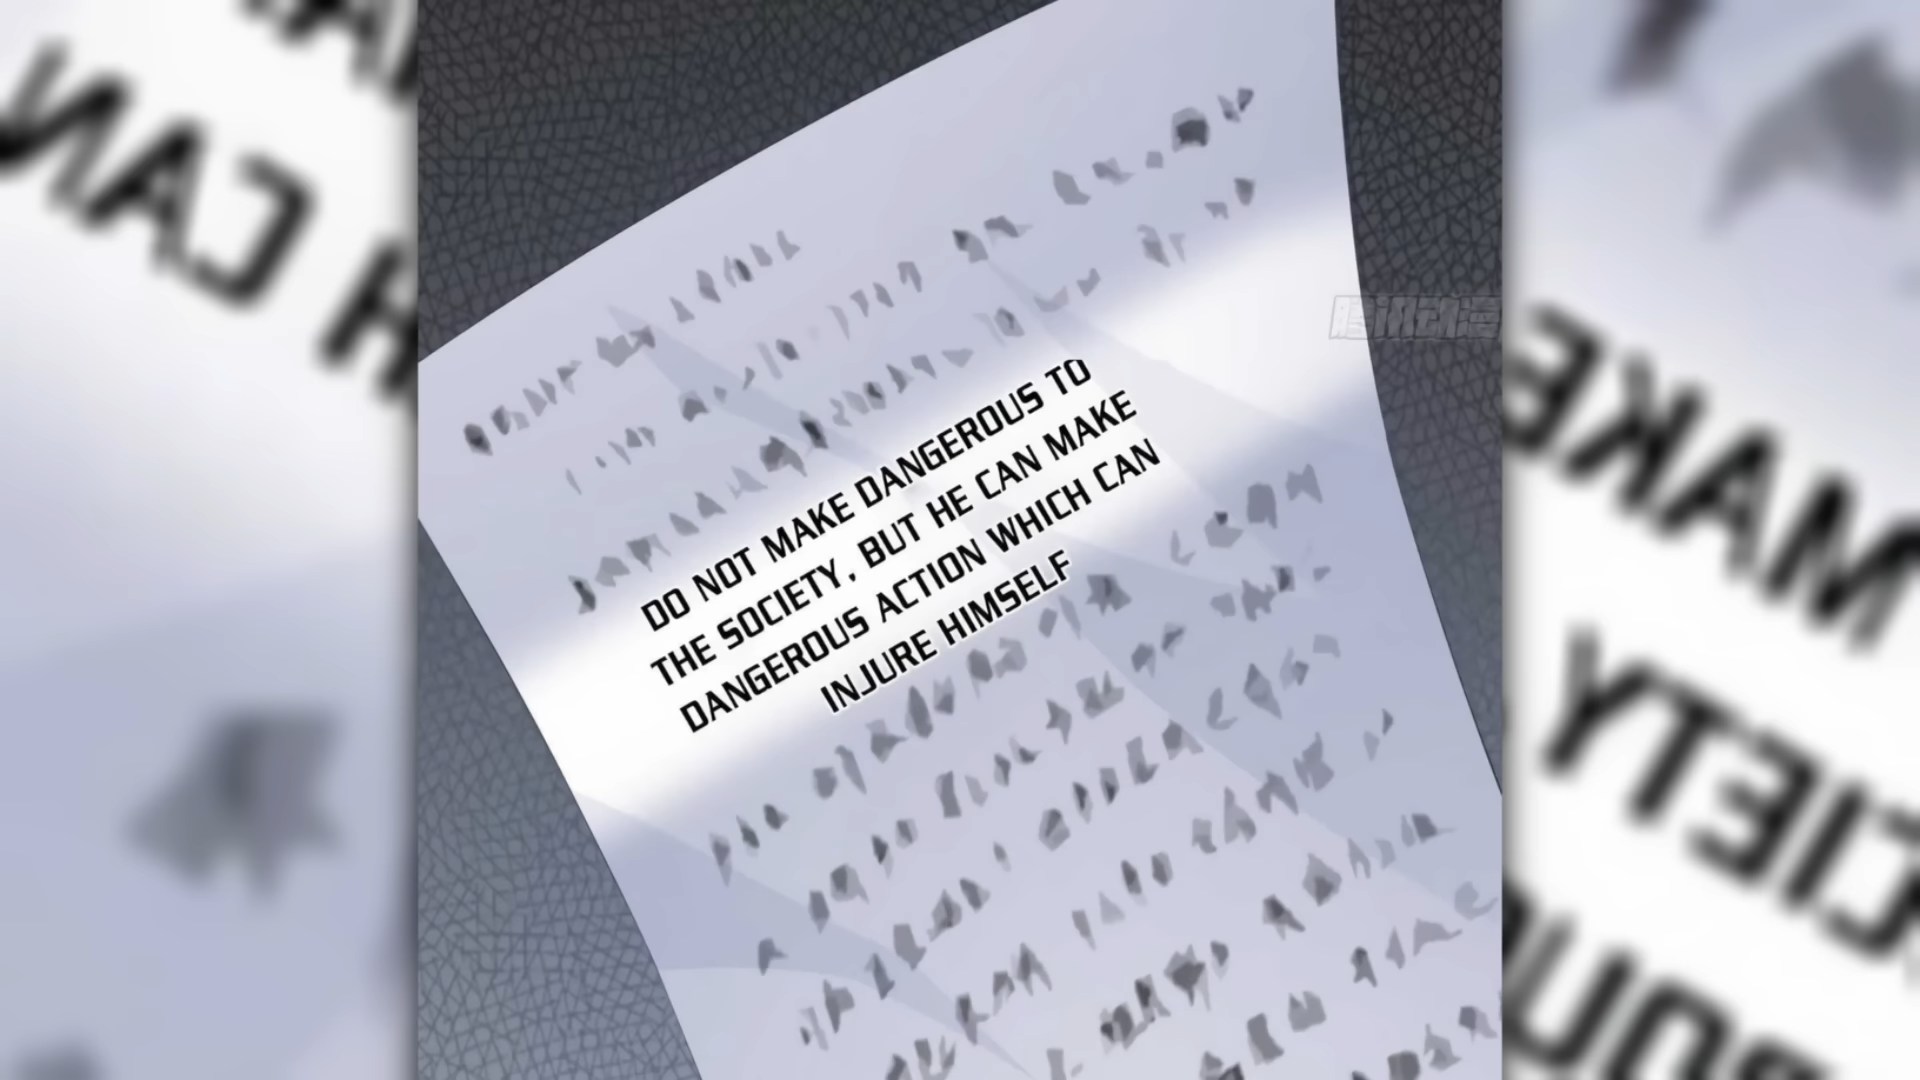 DO NOT MAKE DANGEROUS TO
THE SOCIETY, BUT HE CAN MAKE
DANGEROUS ACTION WHICH CAN
INJURE HIMSELF